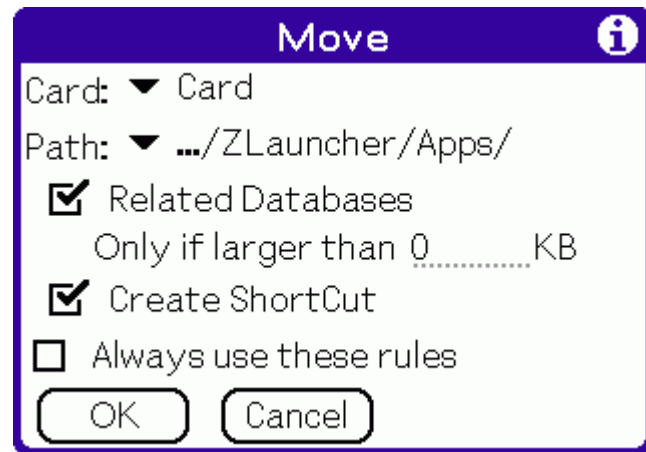 Move
Card: Card
Path: .../ZLauncher/Apps/
Related Databases
Only if larger than 0 KB
Create ShortCut
Always use these rules
OK Cancel